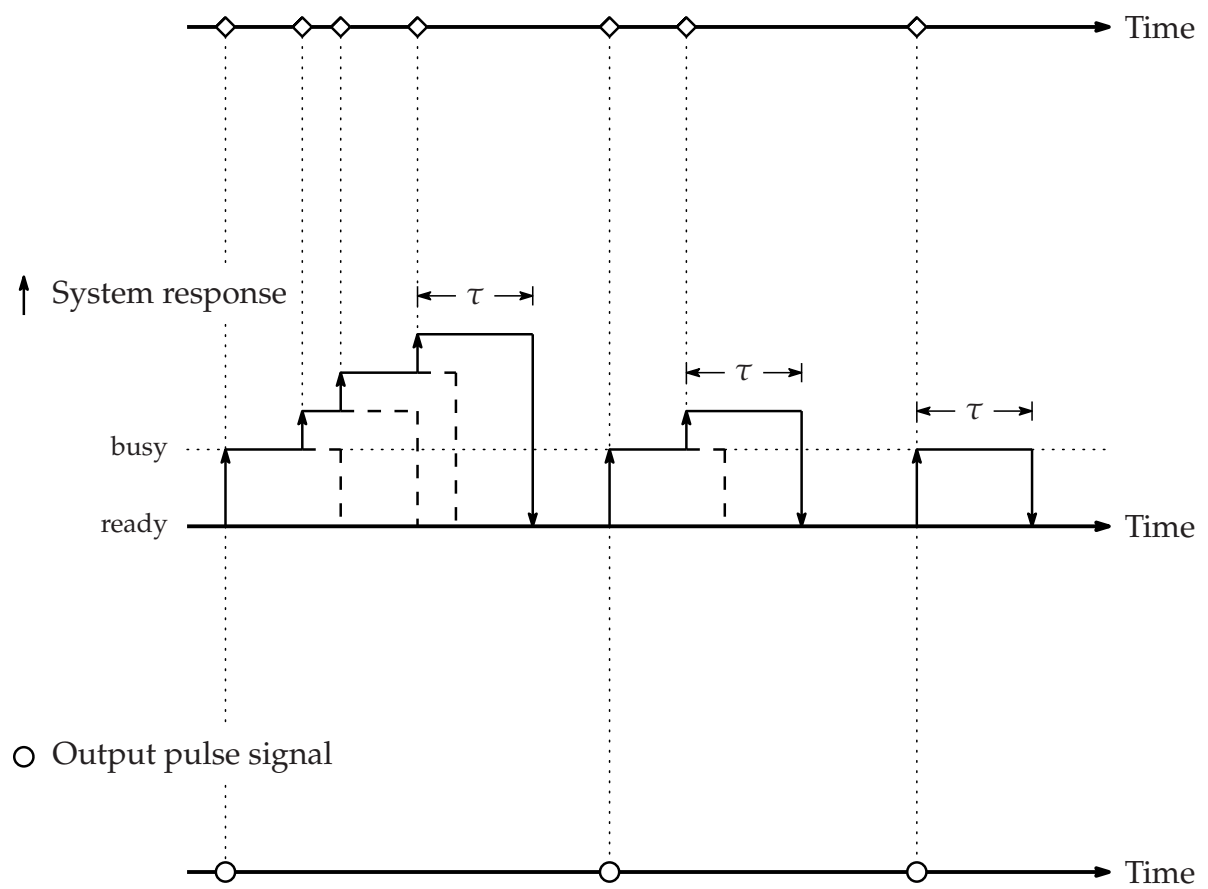 Time
System response
τ
τ
τ
busy
ready
Time
Output pulse signal
Time